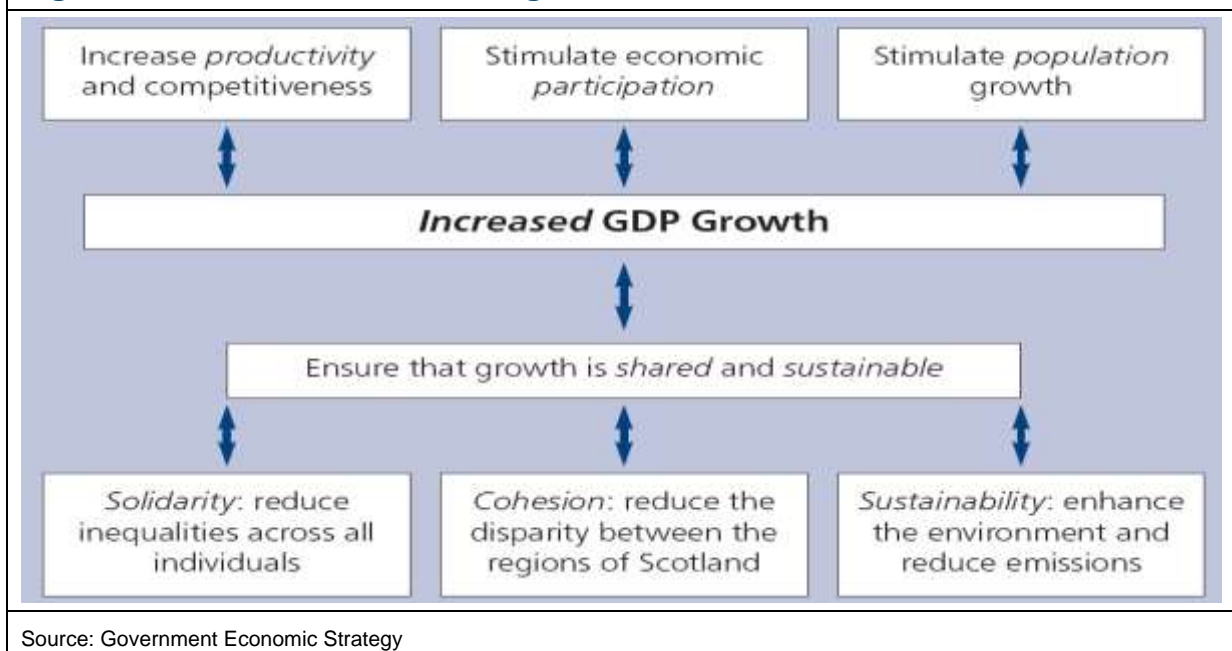 Increase productivity
and competitiveness
Stimulate economic
participation
Stimulate population
growth
Increased GDP Growth
Ensure that growth is shared and sustainable
Solidarity: reduce
inequalities across all
individuals
Cohesion: reduce the
disparity between the
regions of Scotland
Sustainability: enhance
the environment and
reduce emissions
Source: Government Economic Strategy